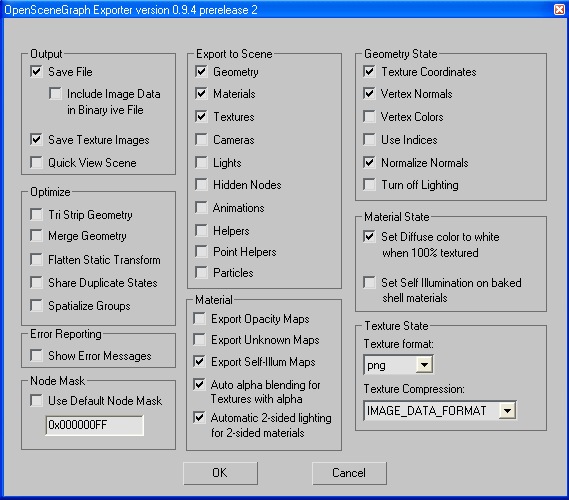 OpenSceneGraph Exporter version 0.9.4 prerelease 2
Output
Save File
Include Image Data
in Binary ive File
Save Texture Images
Quick View Scene
Optimize
Tri Strip Geometry
Merge Geometry
Flatten Static Transform
Share Duplicate States
Spatialize Groups
Error Reporting
Show Error Messages
Node Mask
Use Default Node Mask
0x000000FF
Export to Scene
Geometry
Materials
Textures
Cameras
Lights
Hidden Nodes
Animations
Helpers
Point Helpers
Particles
Material
Export Opacity Maps
Export Unknown Maps
Export Self-Illum Maps
Auto alpha blending for
Textures with alpha
Automatic 2-sided lighting
for 2-sided materials
Geometry State
Texture Coordinates
Vertex Normals
Vertex Colors
Use Indices
Normalize Normals
Turn off Lighting
Material State
Set Diffuse color to white
when 100% textured
Set Self Illumination on baked
shell materials
Texture State
Texture format:
png
Texture Compression:
IMAGE_DATA_FORMAT
OK
Cancel